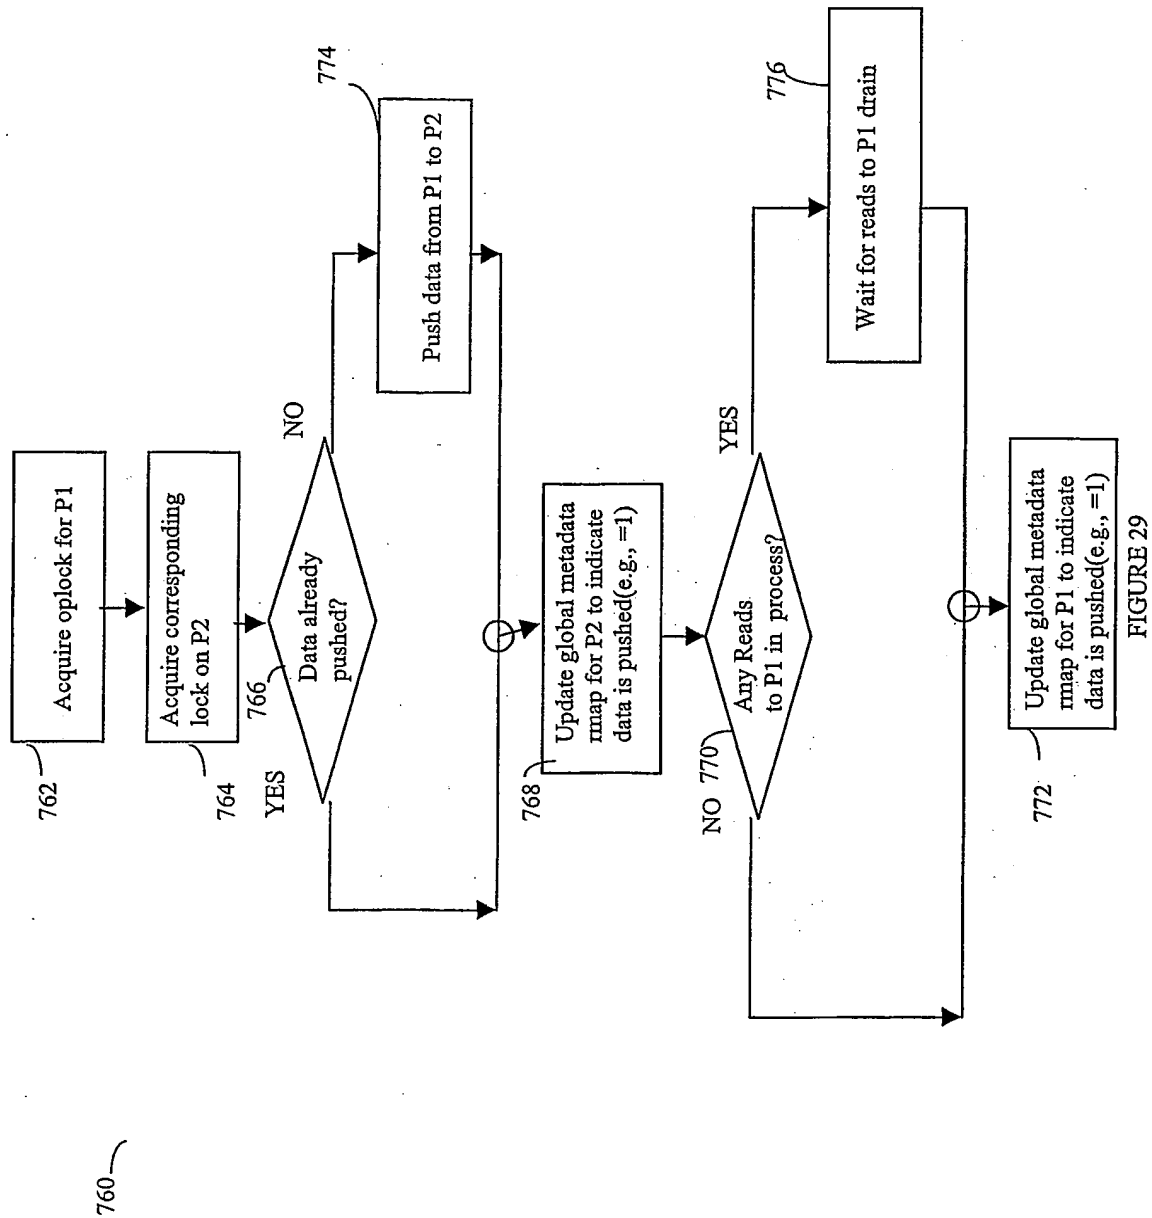 760
762
Acquire oplock for P1
764
Acquire corresponding
lock on P2
766
Data already
pushed?
YES
NO
774
Push data from P1 to P2
768
Update global metadata
rmap for P2 to indicate
data is pushed(e.g., =1)
770
Any Reads
to P1 in process?
NO
YES
776
Wait for reads to P1 drain
772
Update global metadata
rmap for P1 to indicate
data is pushed(e.g., =1)
FIGURE 29